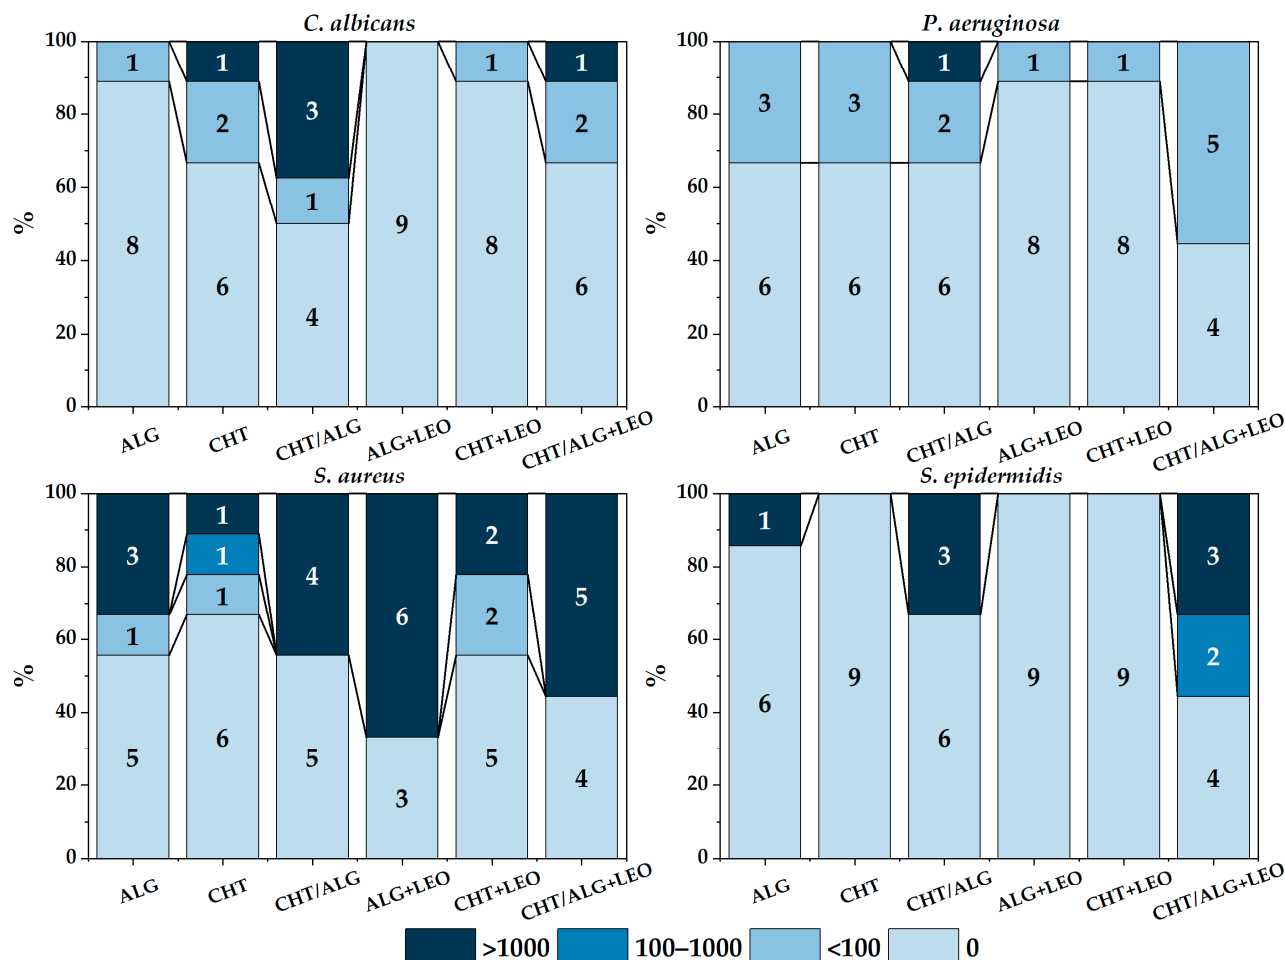 C. albicans
%
100
80
60
40
20
0
1
8
1
2
6
3
1
4
9
1
8
1
2
6
ALG
CHT
CHT/ALG
ALG+LEO
CHT+LEO
CHT/ALG+LEO
P. aeruginosa
%
100
80
60
40
20
0
3
6
3
6
1
2
6
1
8
1
8
5
4
ALG
CHT
CHT/ALG
ALG+LEO
CHT+LEO
CHT/ALG+LEO
S. aureus
%
100
80
60
40
20
0
3
1
5
1
1
1
6
4
5
6
3
2
2
5
5
4
ALG
CHT
CHT/ALG
ALG+LEO
CHT+LEO
CHT/ALG+LEO
S. epidermidis
%
100
80
60
40
20
0
1
6
9
3
6
9
9
3
2
4
ALG
CHT
CHT/ALG
ALG+LEO
CHT+LEO
CHT/ALG+LEO
>1000 100–1000 <100 0